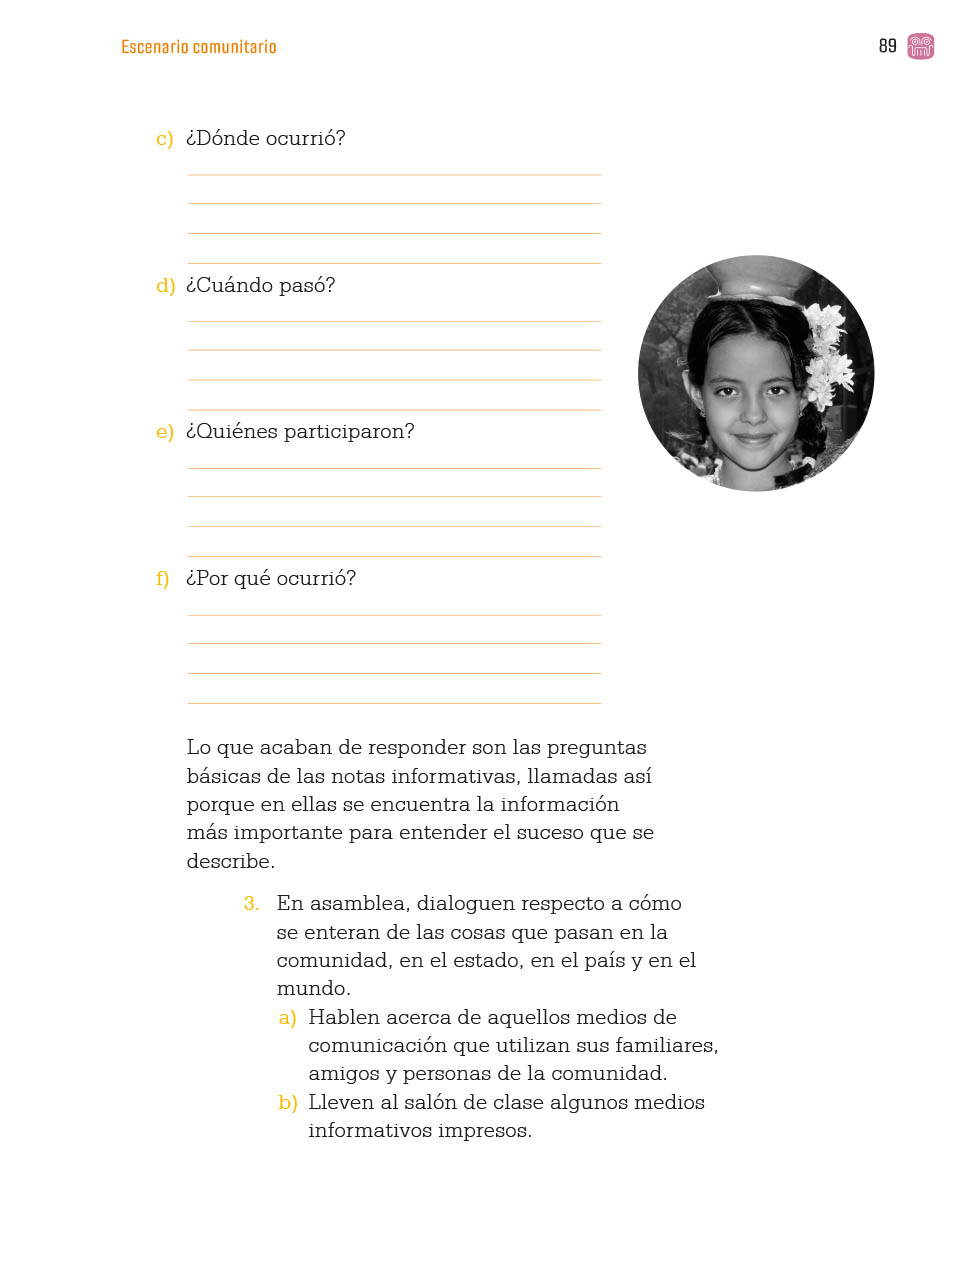 Escenario comunitario
89
c) ¿Dónde ocurrió?
d) ¿Cuándo pasó?
e) ¿Quiénes participaron?
f) ¿Por qué ocurrió?
Lo que acaban de responder son las preguntas
básicas de las notas informativas, llamadas así
porque en ellas se encuentra la información
más importante para entender el suceso que se
describe.
3. En asamblea, dialoguen respecto a cómo
se enteran de las cosas que pasan en la
comunidad, en el estado, en el país y en el
mundo.
a) Hablen acerca de aquellos medios de
comunicación que utilizan sus familiares,
amigos y personas de la comunidad.
b) Lleven al salón de clase algunos medios
informativos impresos.